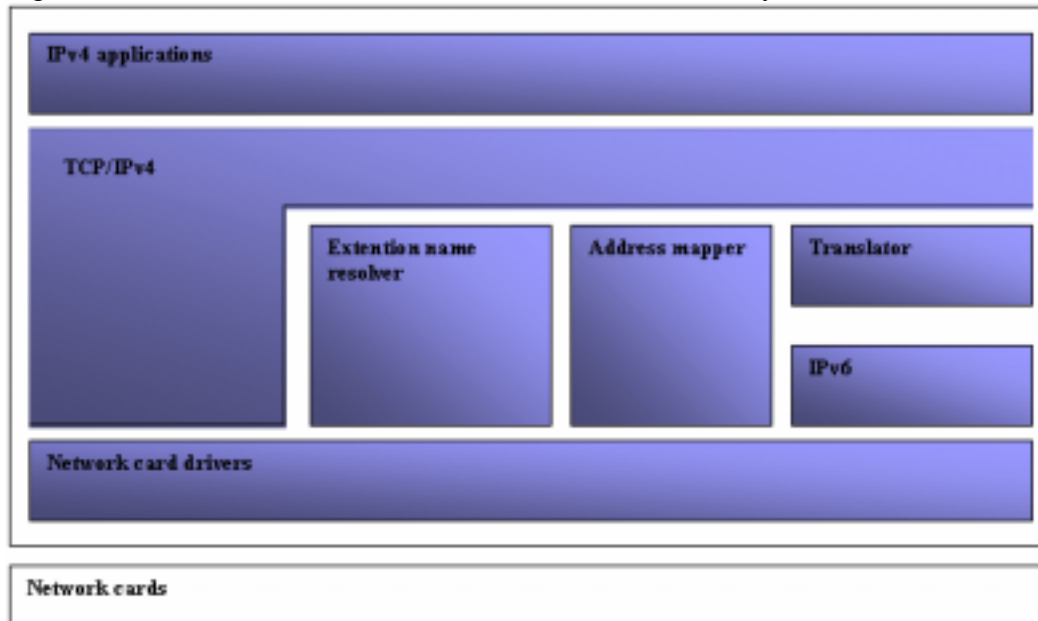 IPv4 applications
TCP/IPv4
Extention name
resolver
Address mapper
Translator
IPv6
Network card drivers
Network cards